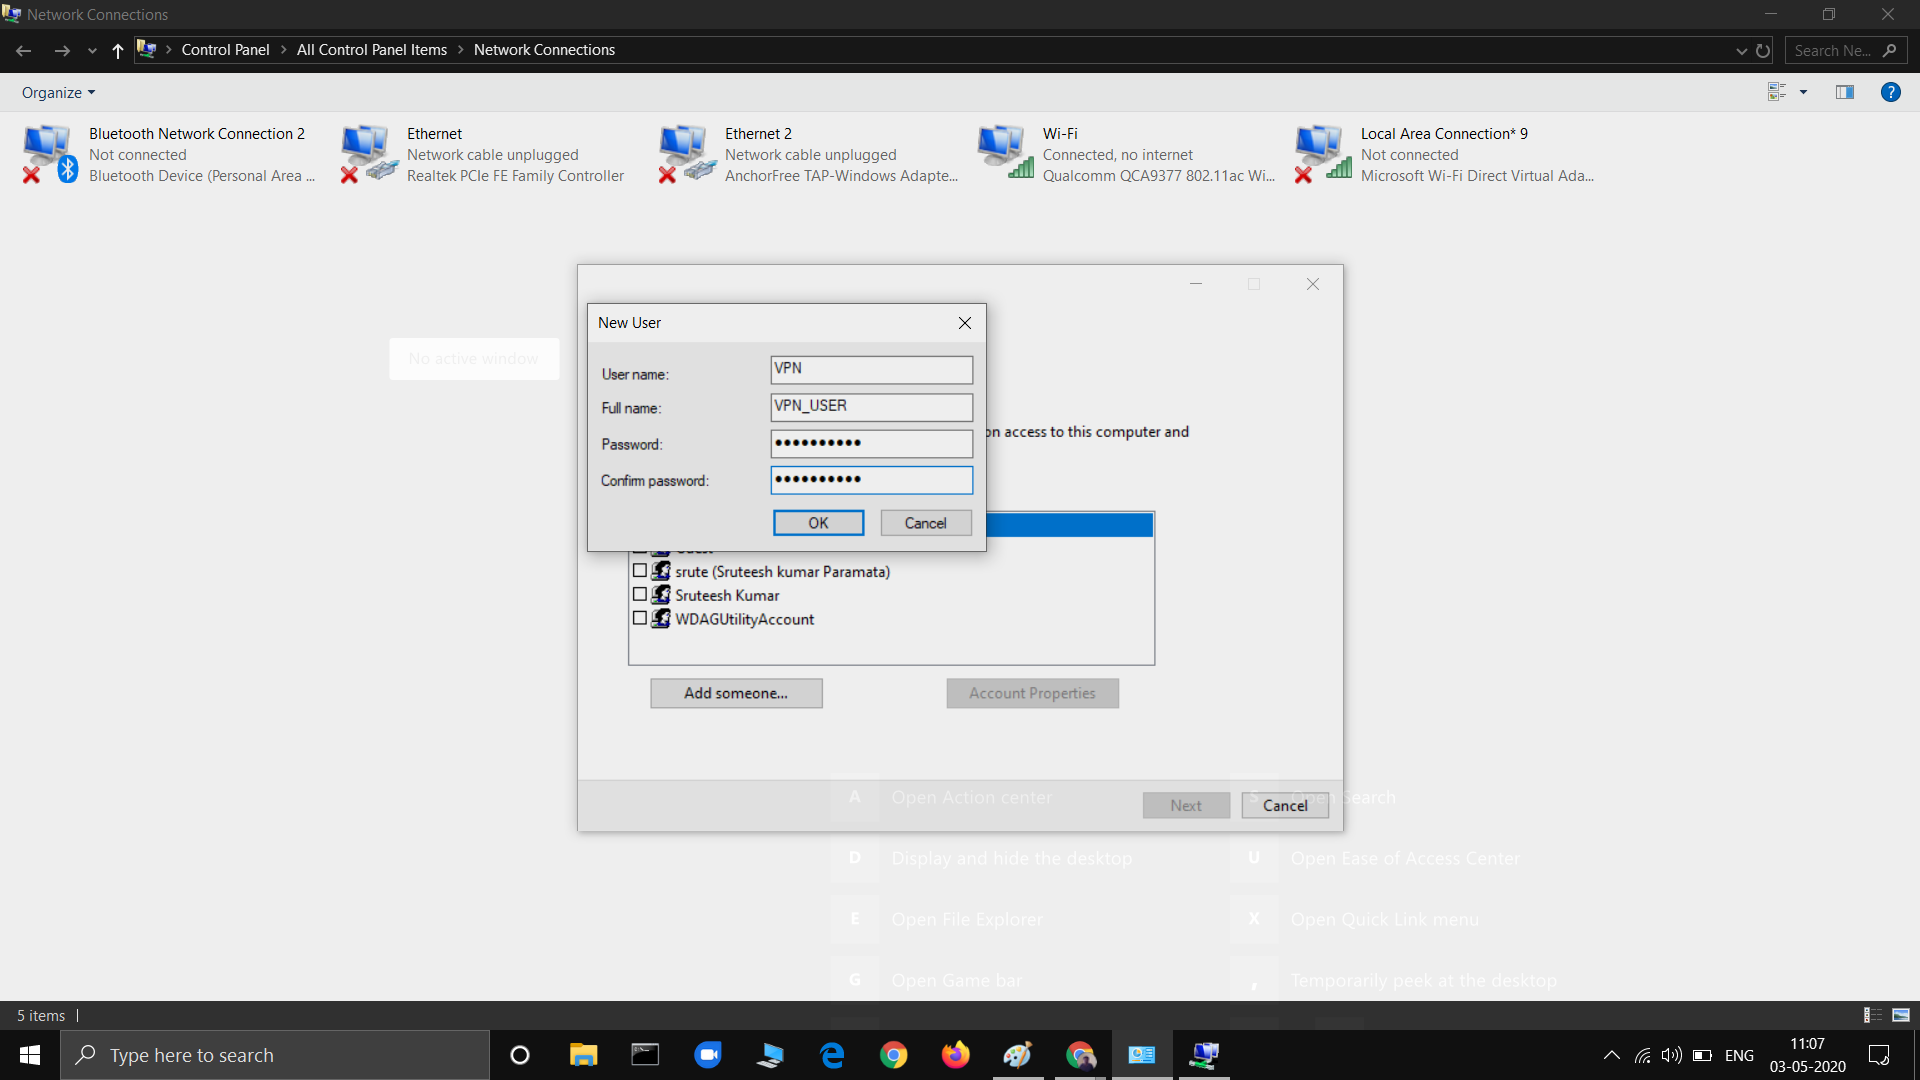 Network Connections
Control Panel > All Control Panel Items > Network Connections
Search Ne...
Organize
Bluetooth Network Connection 2
Not connected
Bluetooth Device (Personal Area ...
Ethernet
Network cable unplugged
Realtek PCIe FE Family Controller
Ethernet 2
Network cable unplugged
AnchorFree TAP-Windows Adapte...
Wi-Fi
Connected, no internet
Qualcomm QCA9377 802.11ac Wi...
Local Area Connection* 9
Not connected
Microsoft Wi-Fi Direct Virtual Ada...
No active window
New User
User name: VPN
Full name: VPN_USER
Password: ••••••••••
Confirm password: ••••••••••
OK Cancel
on access to this computer and
srute (Sruteesh kumar Paramata)
Sruteesh Kumar
WDAGUtilityAccount
Add someone... Account Properties
Next Cancel
A Open Action center
S Open Search
D Display and hide the desktop
U Open Ease of Access Center
E Open File Explorer
X Open Quick Link menu
G Open Game bar
, Temporarily peek at the desktop
5 items
Type here to search
ENG
11:07
03-05-2020